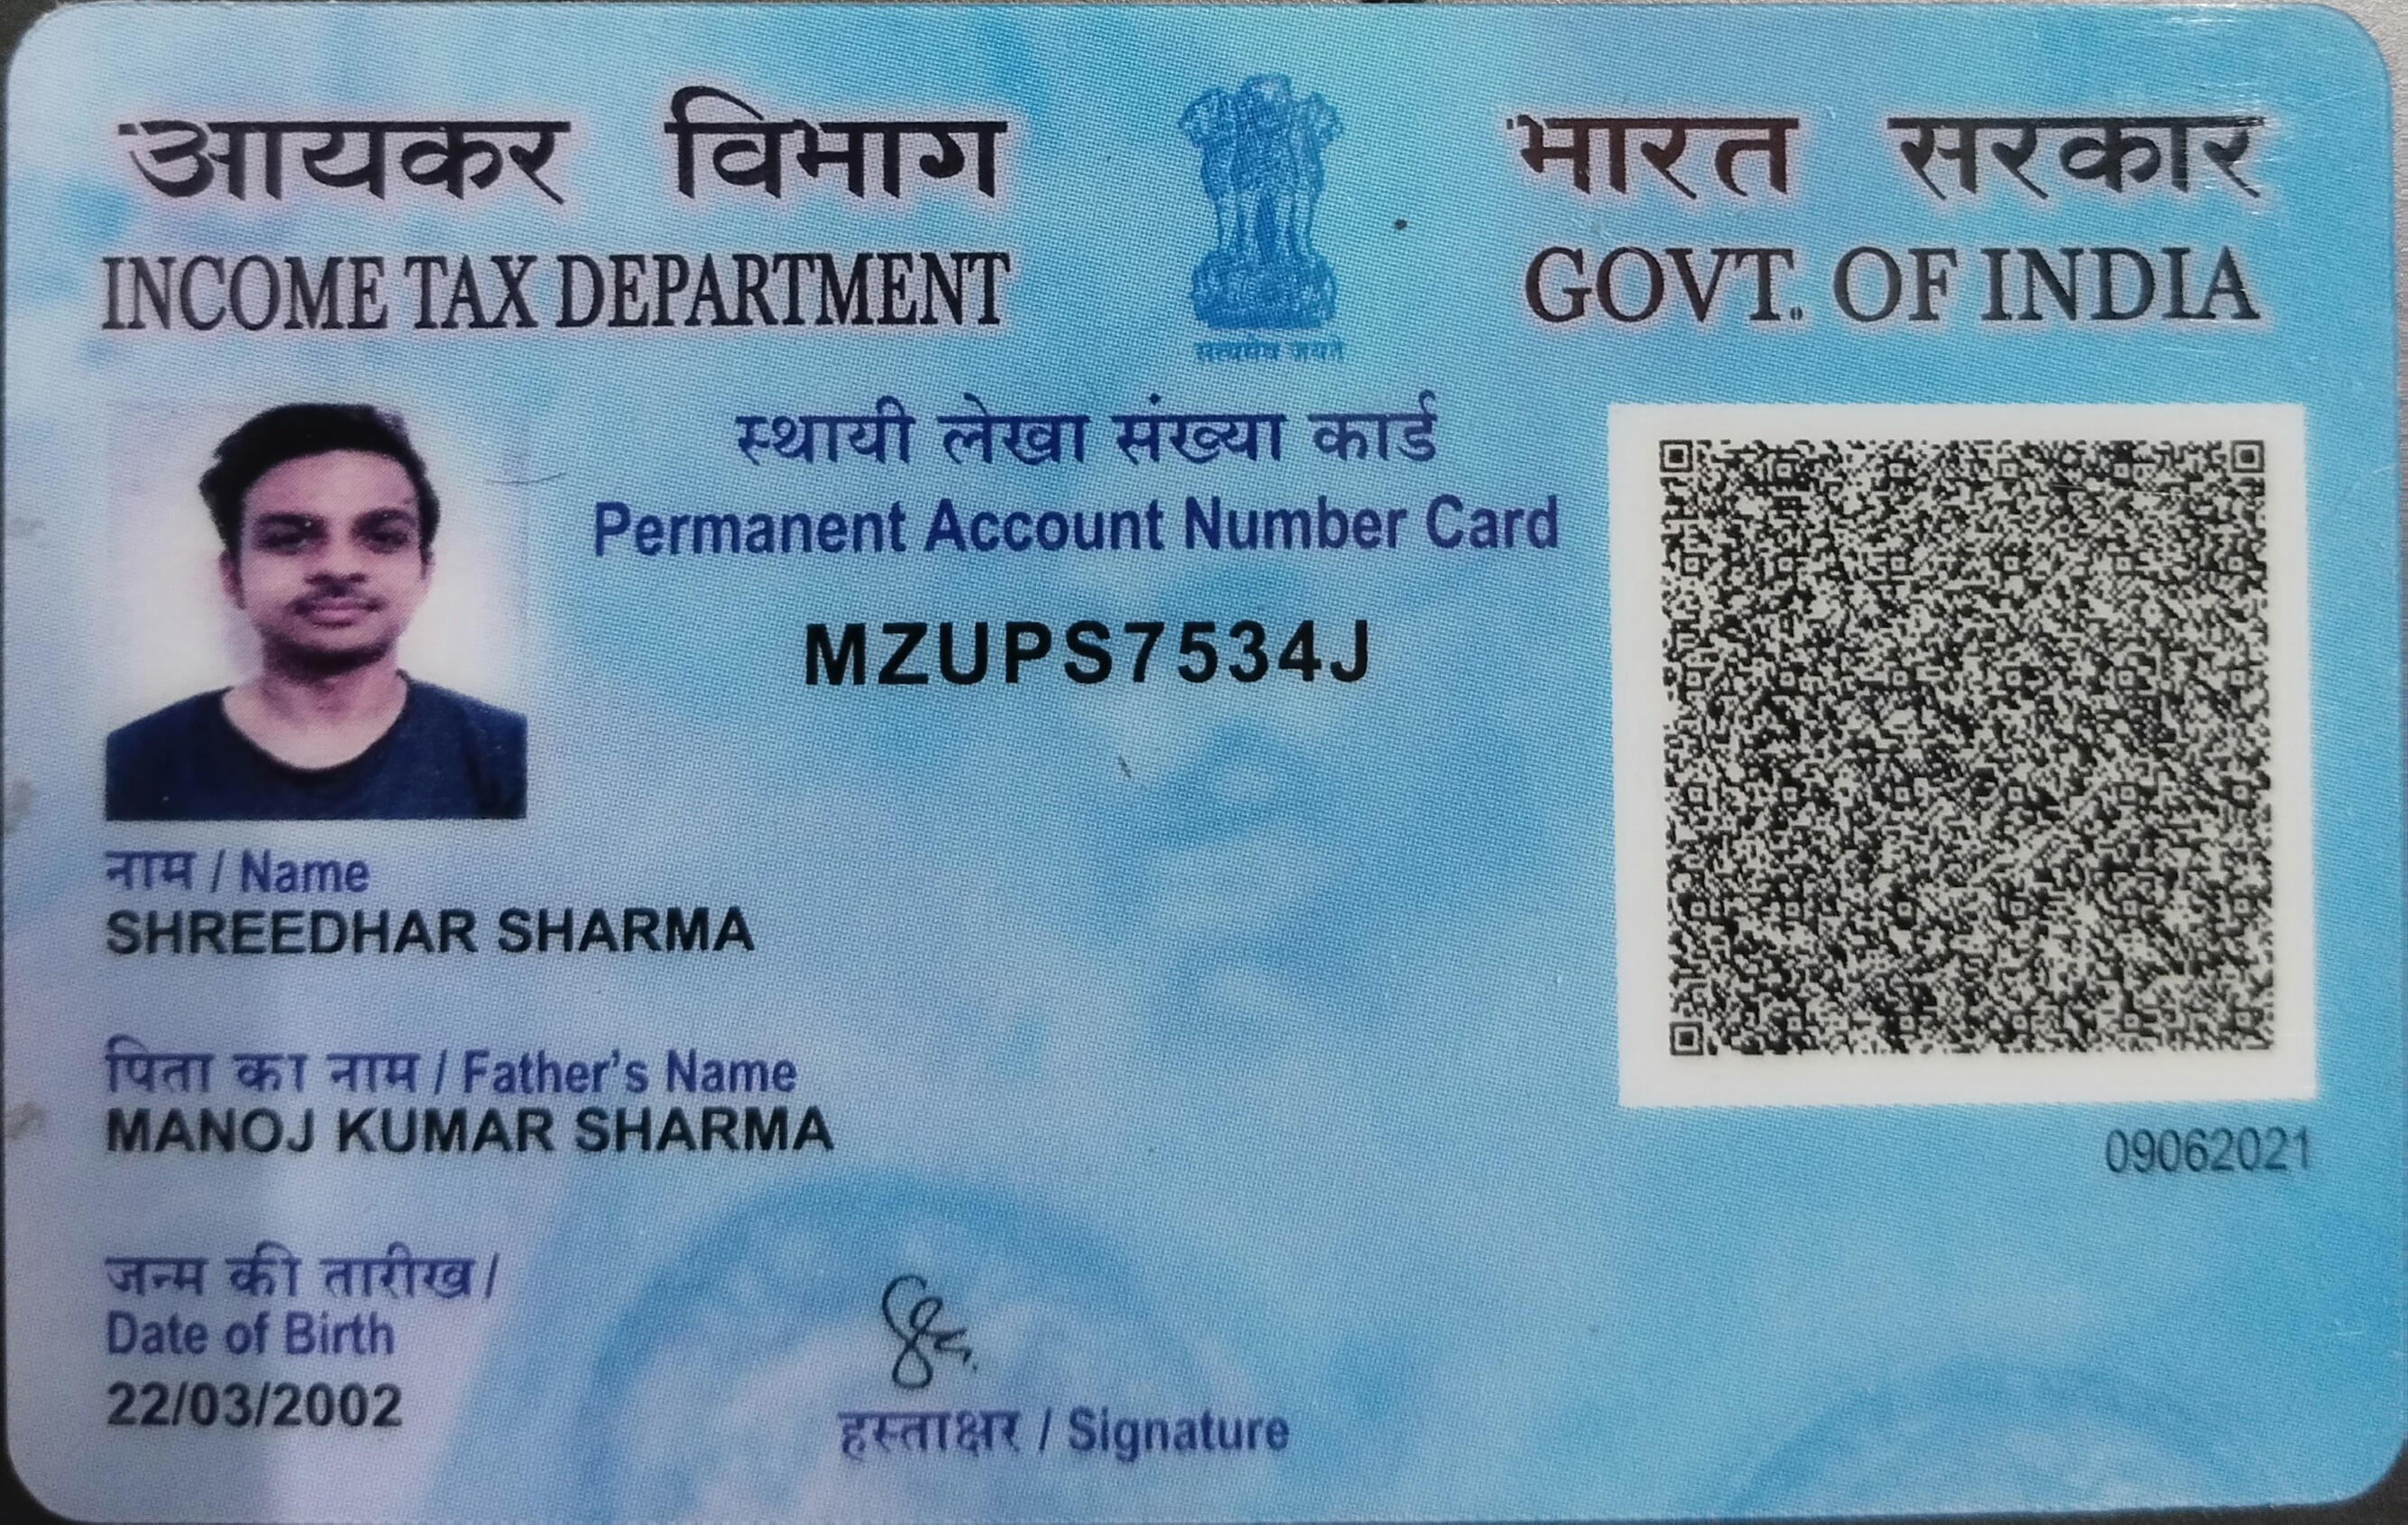 आयकर विभाग
INCOME TAX DEPARTMENT
सत्यमेव जयते
भारत सरकार
GOVT. OF INDIA
स्थायी लेखा संख्या कार्ड
Permanent Account Number Card
MZUPS7534J
नाम / Name
SHREEDHAR SHARMA
पिता का नाम / Father's Name
MANOJ KUMAR SHARMA
09062021
जन्म की तारीख /
Date of Birth
22/03/2002
हस्ताक्षर / Signature